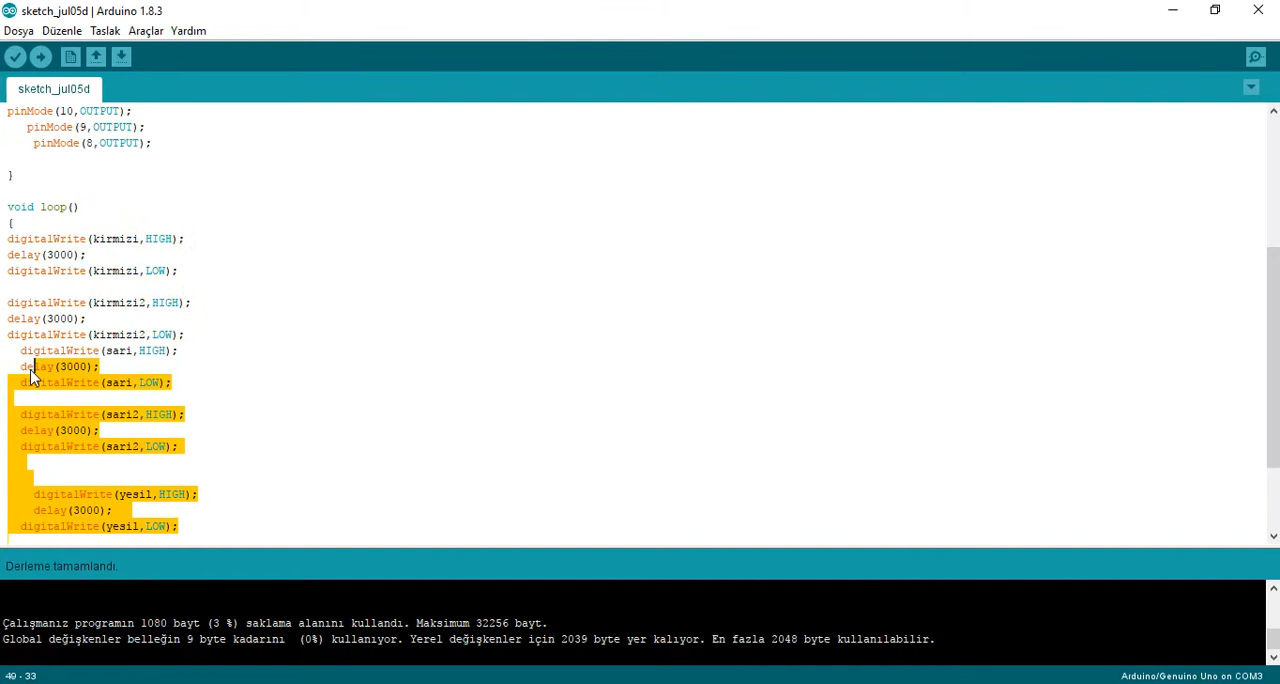 sketch_jul05d | Arduino 1.8.3
Dosya Düzenle Taslak Araçlar Yardım
sketch_jul05d
pinMode(10,OUTPUT);
pinMode(9,OUTPUT);
pinMode(8,OUTPUT);
}
void loop()
{
digitalWrite(kirmizi,HIGH);
delay(3000);
digitalWrite(kirmizi,LOW);
digitalWrite(kirmizi2,HIGH);
delay(3000);
digitalWrite(kirmizi2,LOW);
digitalWrite(sari,HIGH);
delay(3000);
digitalWrite(sari,LOW);
digitalWrite(sari2,HIGH);
delay(3000);
digitalWrite(sari2,LOW);
digitalWrite(yesil,HIGH);
delay(3000);
digitalWrite(yesil,LOW);
Derleme tamamlandı.
Çalışmanız programın 1080 bayt (3 %) saklama alanını kullandı. Maksimum 32256 bayt.
Global değişkenler belleğin 9 byte kadarını (0%) kullanıyor. Yerel değişkenler için 2039 byte yer kalıyor. En fazla 2048 byte kullanılabilir.
49 - 33
Arduino/Genuino Uno on COM3